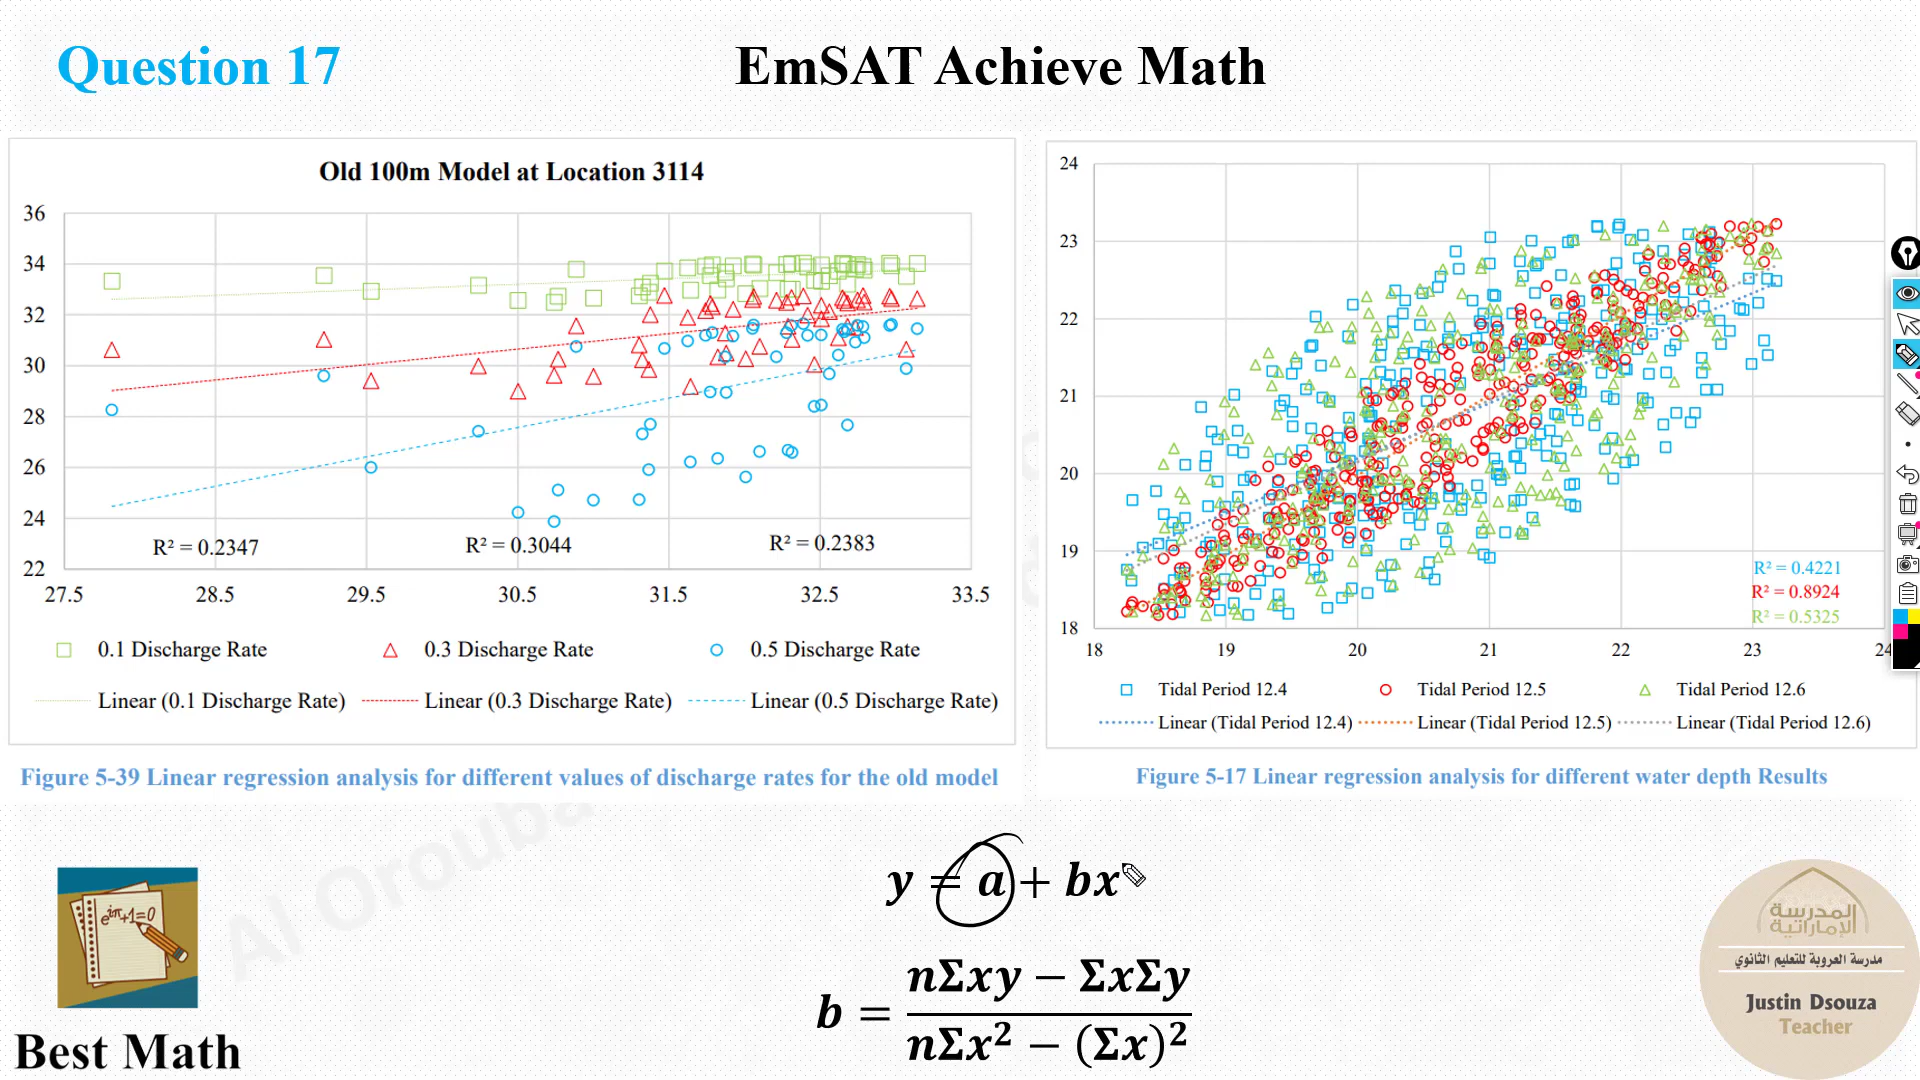 Question 17
EmSAT Achieve Math
Old 100m Model at Location 3114
36
34
32
30
28
26
24
22
R² = 0.2347
R² = 0.3044
R² = 0.2383
27.5 28.5 29.5 30.5 31.5 32.5 33.5
0.1 Discharge Rate 0.3 Discharge Rate 0.5 Discharge Rate
Linear (0.1 Discharge Rate) Linear (0.3 Discharge Rate) Linear (0.5 Discharge Rate)
Figure 5-39 Linear regression analysis for different values of discharge rates for the old model
24
23
22
21
20
19
18
R² = 0.4221
R² = 0.8924
R² = 0.5325
18 19 20 21 22 23 24
Tidal Period 12.4 Tidal Period 12.5 Tidal Period 12.6
Linear (Tidal Period 12.4) Linear (Tidal Period 12.5) Linear (Tidal Period 12.6)
Figure 5-17 Linear regression analysis for different water depth Results
Al Orouba
y = a + bx
b = nΣxy − ΣxΣy / nΣx² − (Σx)²
e^iπ+1=0
Best Math
المدرسة
الإماراتية
مدرسة العروبة للتعليم الثانوي
Justin Dsouza
Teacher